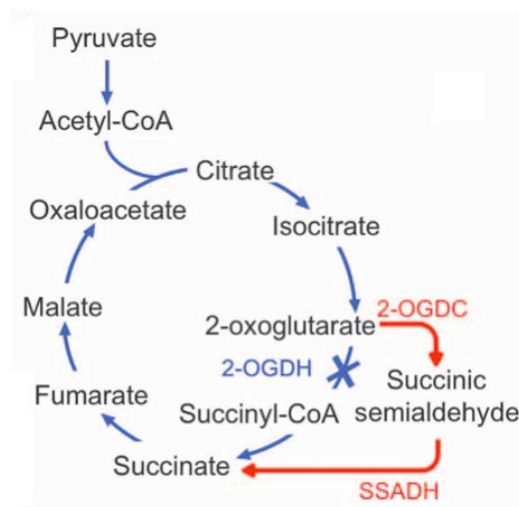 Pyruvate
Acetyl-CoA
Citrate
Oxaloacetate
Isocitrate
Malate
2-OGDC
2-oxoglutarate
2-OGDH
Succinic
semialdehyde
Fumarate
Succinyl-CoA
Succinate
SSADH